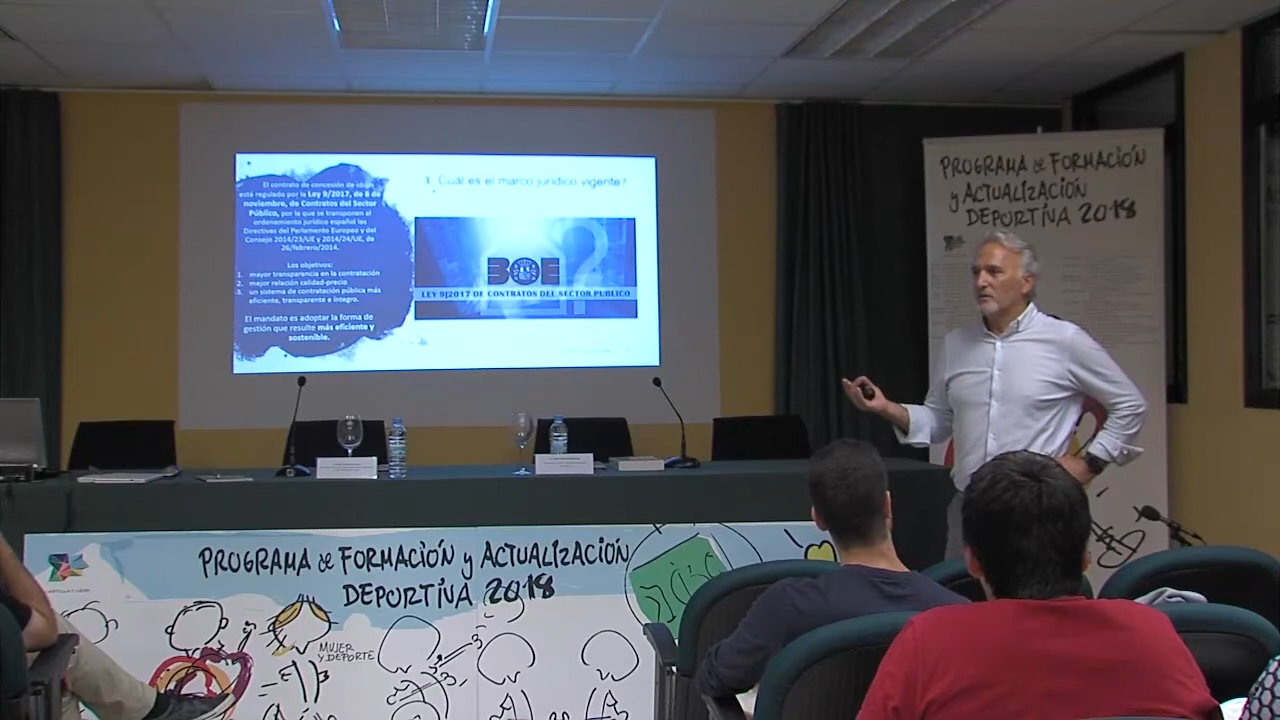 El contrato de concesión de obras
está regulado por la Ley 9/2017, de 8 de
noviembre, de Contratos del Sector
Público, por la que se transponen al
ordenamiento jurídico español las
Directivas del Parlamento Europeo y del
Consejo 2014/23/UE y 2014/24/UE, de
26/febrero/2014.
Los objetivos:
1. mayor transparencia en la contratación
2. mejor relación calidad-precio
3. un sistema de contratación pública más
eficiente, transparente e íntegro.
El mandato es adoptar la forma de
gestión que resulte más eficiente y
sostenible.
Cuál es el marco jurídico vigente?
BOE
LEY 9|2017 DE CONTRATOS DEL SECTOR PUBLICO
PROGRAMA de FORMACIÓN
y ACTUALIZACIÓN
DEPORTIVA 2018
PROGRAMA de FORMACIÓN y ACTUALIZACIÓN
DEPORTIVA 2018
MUJER
Y DEPORTE